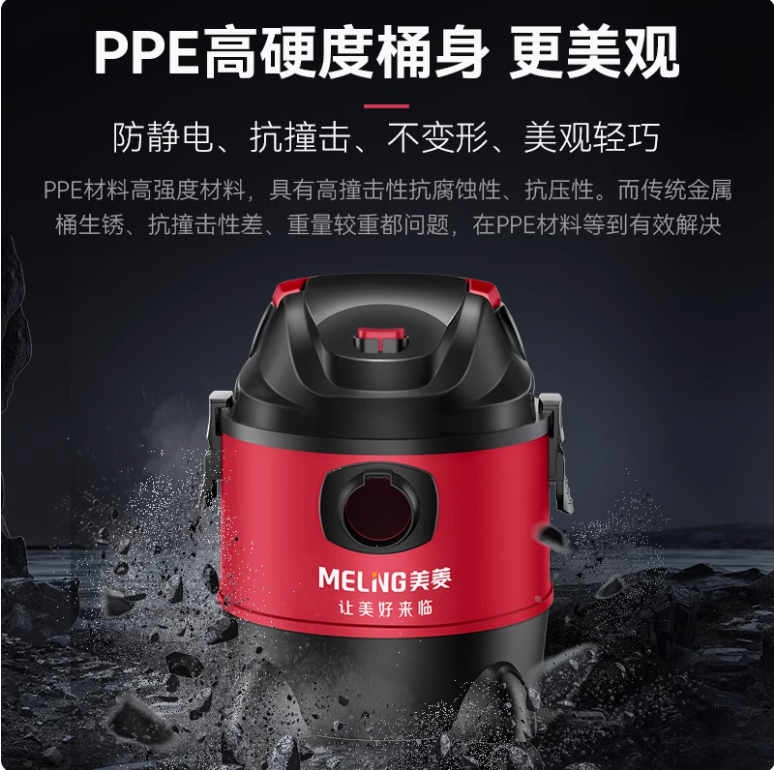 PPE高硬度桶身 更美观
防静电、抗撞击、不变形、美观轻巧
PPE材料高强度材料，具有高撞击性抗腐蚀性、抗压性。而传统金属
桶生锈、抗撞击性差、重量较重都问题，在PPE材料等到有效解决
MELING美菱
让美好来临